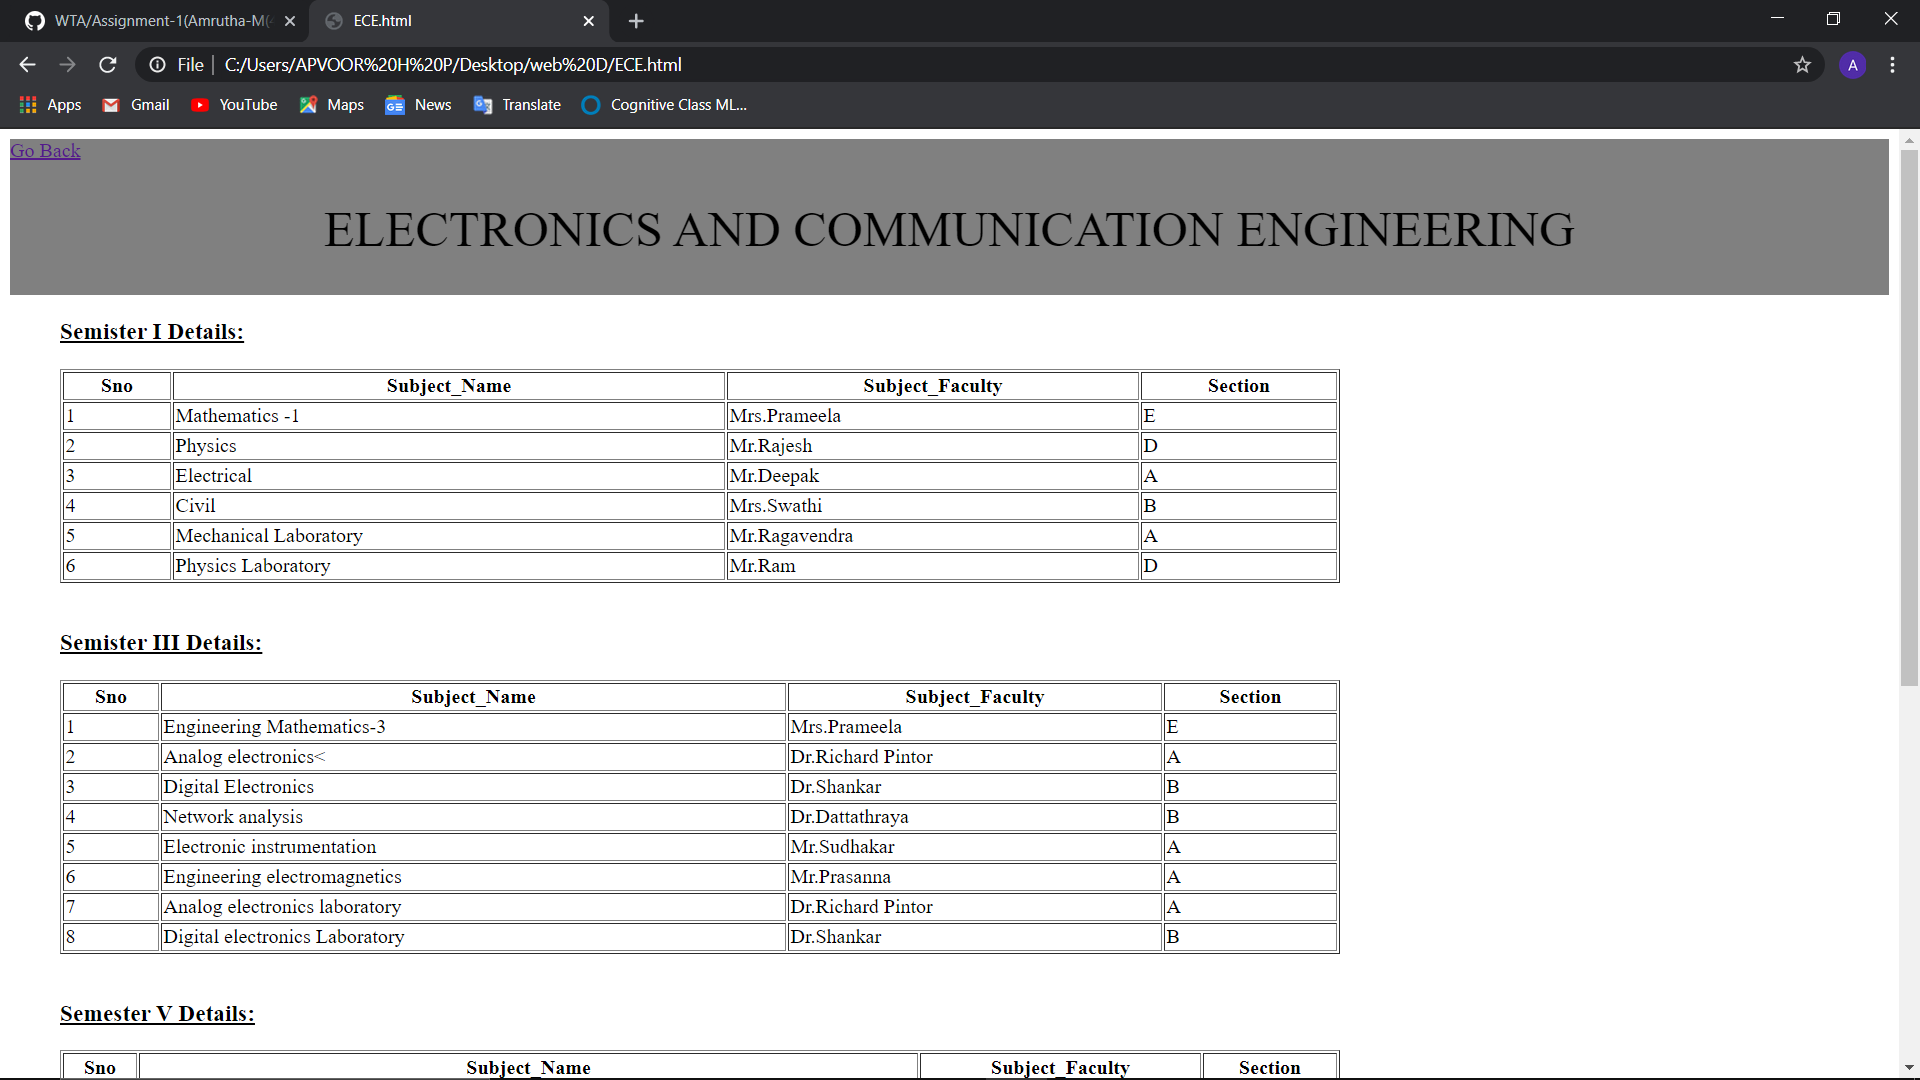 WTA/Assignment-1(Amrutha-M(
ECE.html
File
C:/Users/APVOOR%20H%20P/Desktop/web%20D/ECE.html
A
Apps Gmail YouTube Maps News Translate Cognitive Class ML...
Go Back
ELECTRONICS AND COMMUNICATION ENGINEERING
Semister I Details:
Sno Subject_Name Subject_Faculty Section
1 Mathematics -1 Mrs.Prameela E
2 Physics Mr.Rajesh D
3 Electrical Mr.Deepak A
4 Civil Mrs.Swathi B
5 Mechanical Laboratory Mr.Ragavendra A
6 Physics Laboratory Mr.Ram D
Semister III Details:
Sno Subject_Name Subject_Faculty Section
1 Engineering Mathematics-3 Mrs.Prameela E
2 Analog electronics< Dr.Richard Pintor A
3 Digital Electronics Dr.Shankar B
4 Network analysis Dr.Dattathraya B
5 Electronic instrumentation Mr.Sudhakar A
6 Engineering electromagnetics Mr.Prasanna A
7 Analog electronics laboratory Dr.Richard Pintor A
8 Digital electronics Laboratory Dr.Shankar B
Semester V Details:
Sno Subject_Name Subject_Faculty Section